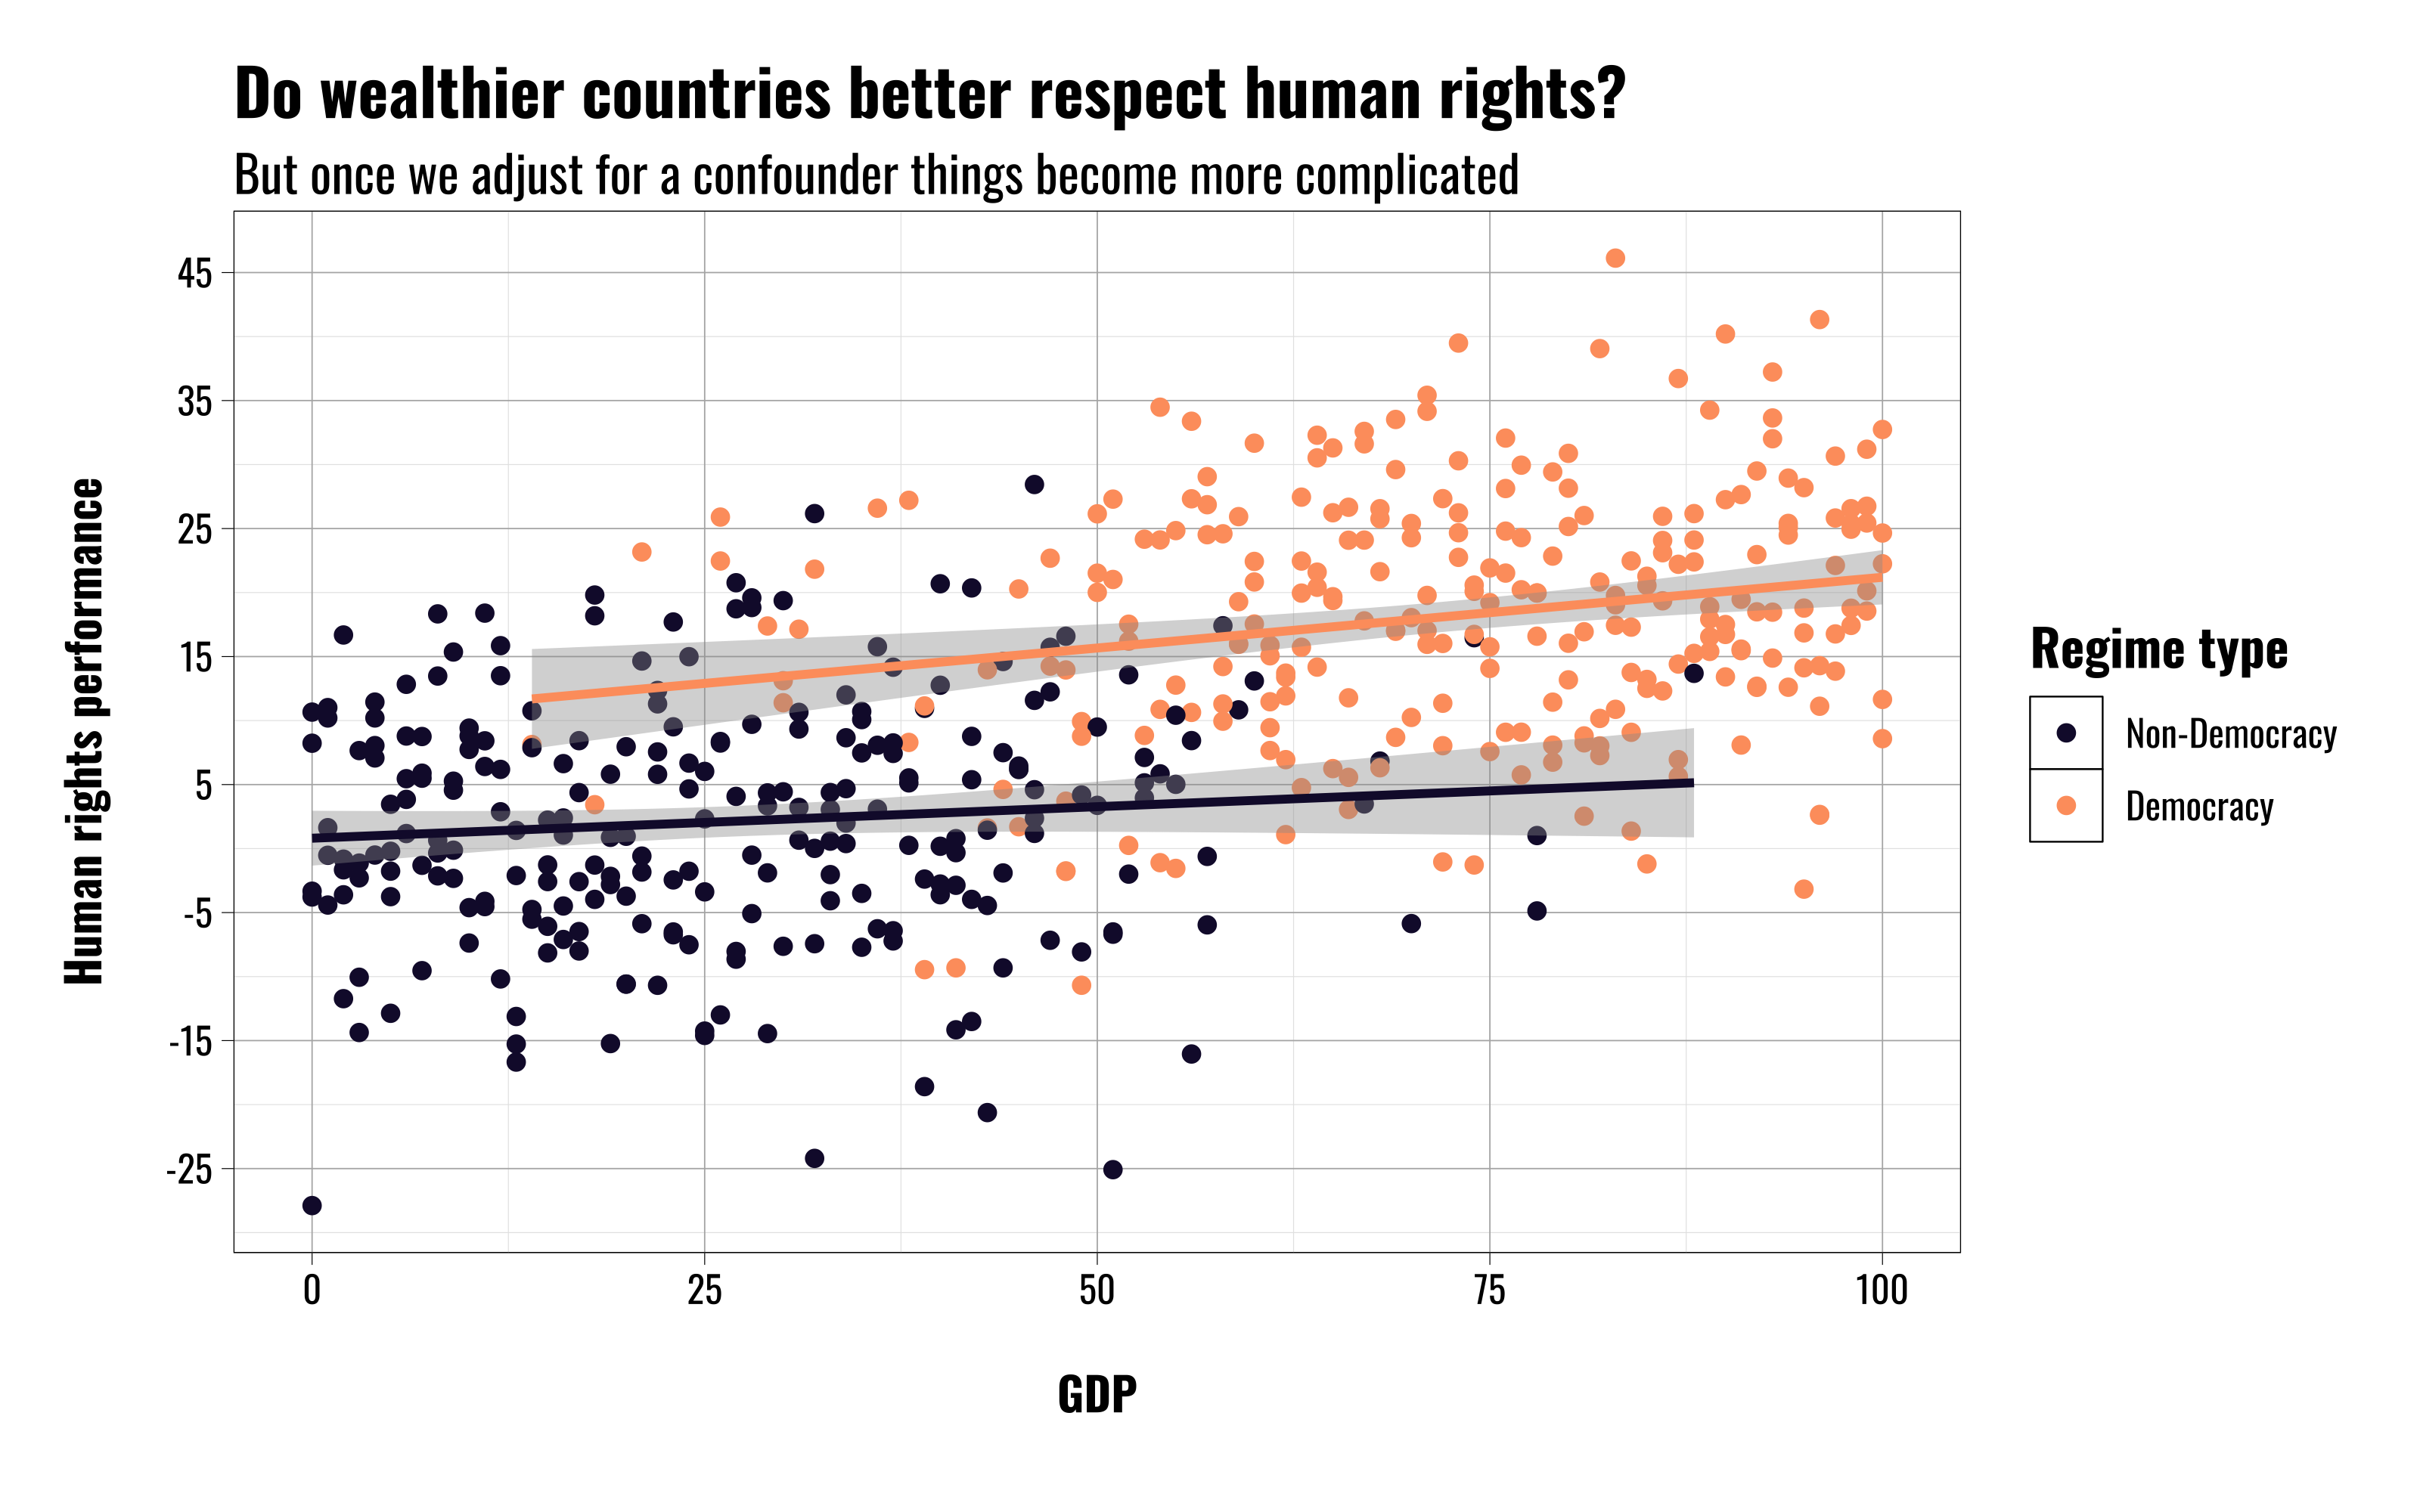 Do wealthier countries better respect human rights?
But once we adjust for a confounder things become more complicated
Human rights performance
45
35
25
15
5
-5
-15
-25
0 25 50 75 100
GDP
Regime type
Non-Democracy
Democracy